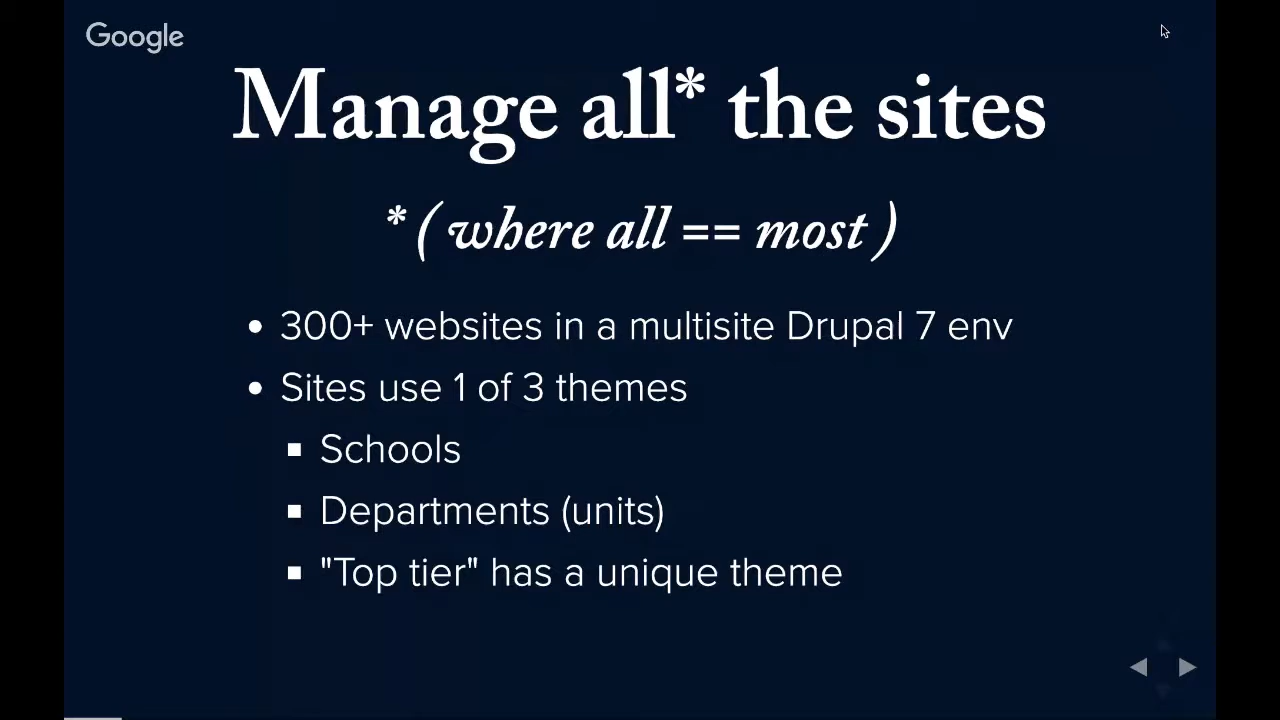 Google
Manage all* the sites
*( where all == most )
• 300+ websites in a multisite Drupal 7 env
• Sites use 1 of 3 themes
▪ Schools
▪ Departments (units)
▪ "Top tier" has a unique theme